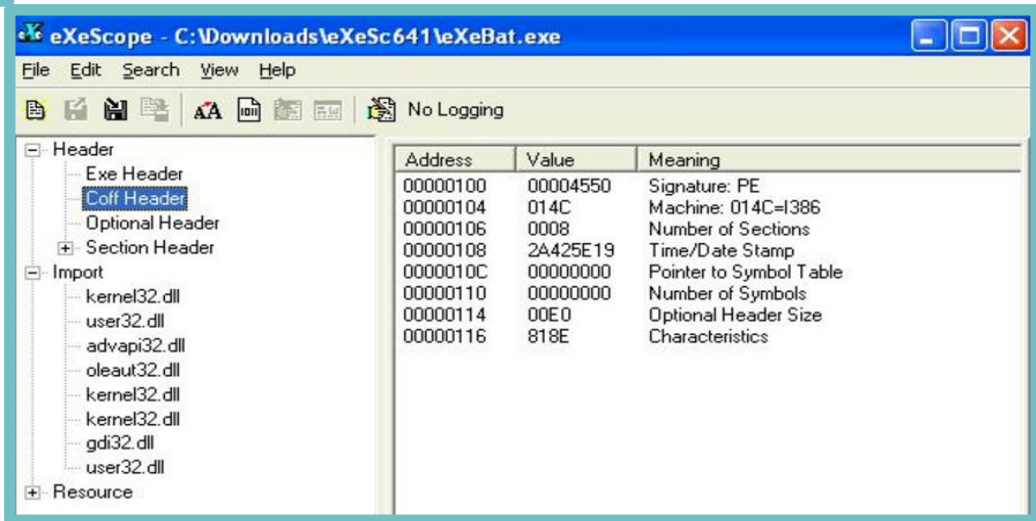 eXeScope - C:\Downloads\eXeSc641\eXeBat.exe
File Edit Search View Help
No Logging
Header
Exe Header
Coff Header
Optional Header
Section Header
Import
kernel32.dll
user32.dll
advapi32.dll
oleaut32.dll
kernel32.dll
kernel32.dll
gdi32.dll
user32.dll
Resource
Address Value Meaning
00000100 00004550 Signature: PE
00000104 014C Machine: 014C=I386
00000106 0008 Number of Sections
00000108 2A425E19 Time/Date Stamp
0000010C 00000000 Pointer to Symbol Table
00000110 00000000 Number of Symbols
00000114 00E0 Optional Header Size
00000116 818E Characteristics